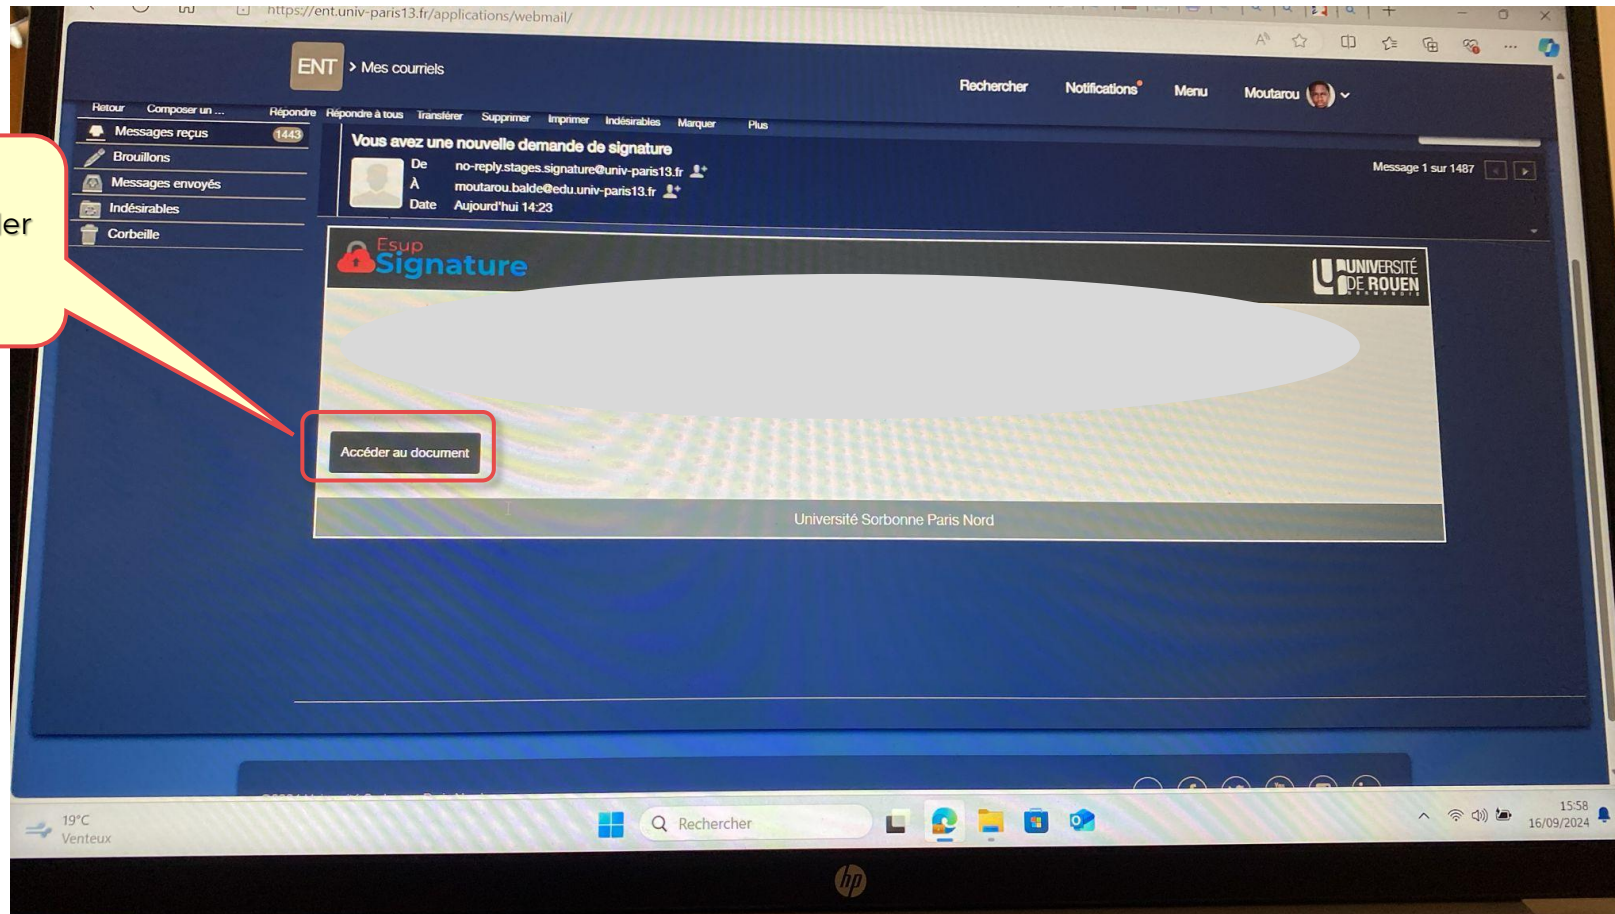 https://ent.univ-paris13.fr/applications/webmail/
ENT > Mes courriels
Rechercher Notifications Menu Moutarou
Retour Composer un ... Répondre Répondre à tous Transférer Supprimer Imprimer Indésirables Marquer Plus
Messages reçus 1443
Brouillons
Messages envoyés
Indésirables
Corbeille
Vous avez une nouvelle demande de signature
De no-reply.stages.signature@univ-paris13.fr
À moutarou.balde@edu.univ-paris13.fr
Date Aujourd'hui 14:23
Message 1 sur 1487
Esup
Signature
UNIVERSITÉ
DE ROUEN
NORMANDIE
Accéder au document
Université Sorbonne Paris Nord
19°C
Venteux
Rechercher
15:58
16/09/2024
hp